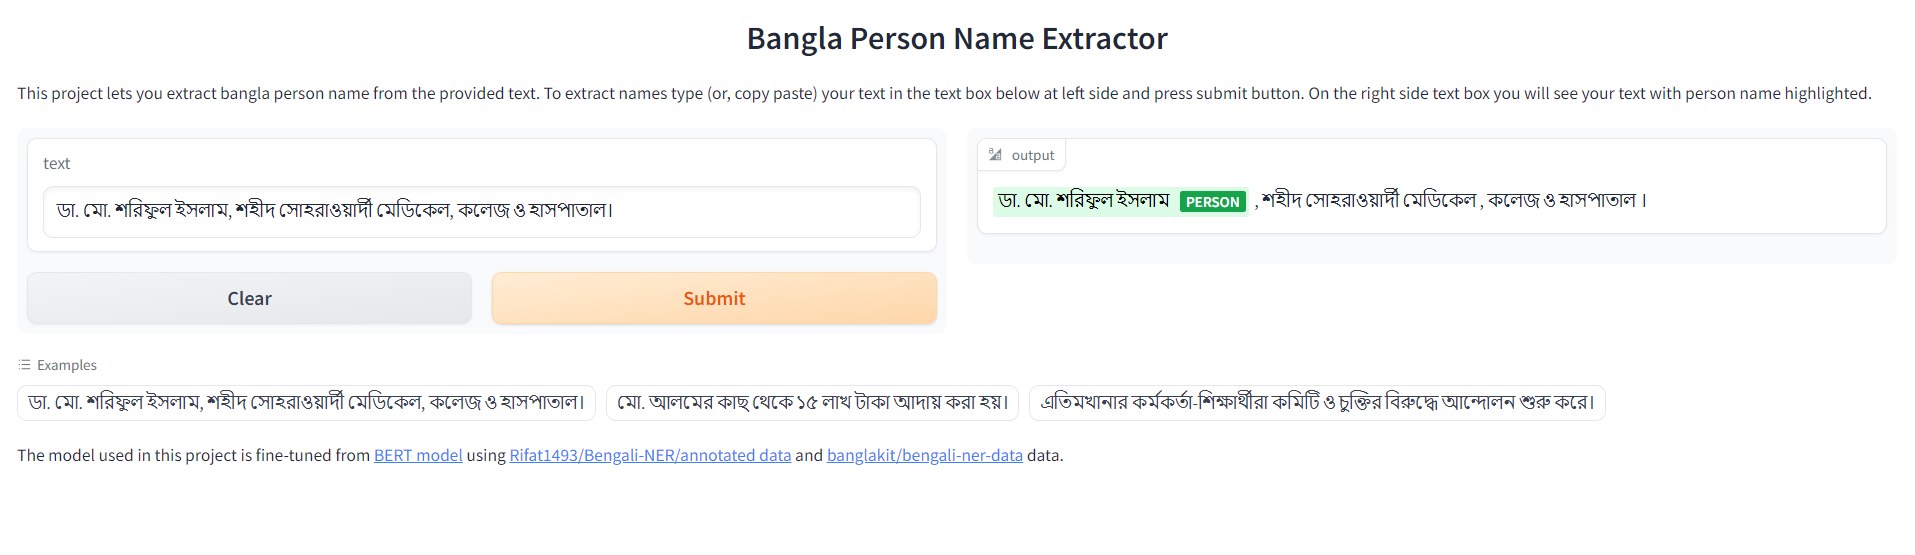 Bangla Person Name Extractor
This project lets you extract bangla person name from the provided text. To extract names type (or, copy paste) your text in the text box below at left side and press submit button. On the right side text box you will see your text with person name highlighted.
text
ডা. মো. শরিফুল ইসলাম, শহীদ সোহরাওয়ার্দী মেডিকেল, কলেজ ও হাসপাতাল।
Clear
Submit
output
ডা. মো. শরিফুল ইসলাম PERSON , শহীদ সোহরাওয়ার্দী মেডিকেল , কলেজ ও হাসপাতাল ।
Examples
ডা. মো. শরিফুল ইসলাম, শহীদ সোহরাওয়ার্দী মেডিকেল, কলেজ ও হাসপাতাল।
মো. আলমের কাছ থেকে ১৫ লাখ টাকা আদায় করা হয়।
এতিমখানার কর্মকর্তা-শিক্ষার্থীরা কমিটি ও চুক্তির বিরুদ্ধে আন্দোলন শুরু করে।
The model used in this project is fine-tuned from BERT model using Rifat1493/Bengali-NER/annotated data and banglakit/bengali-ner-data data.